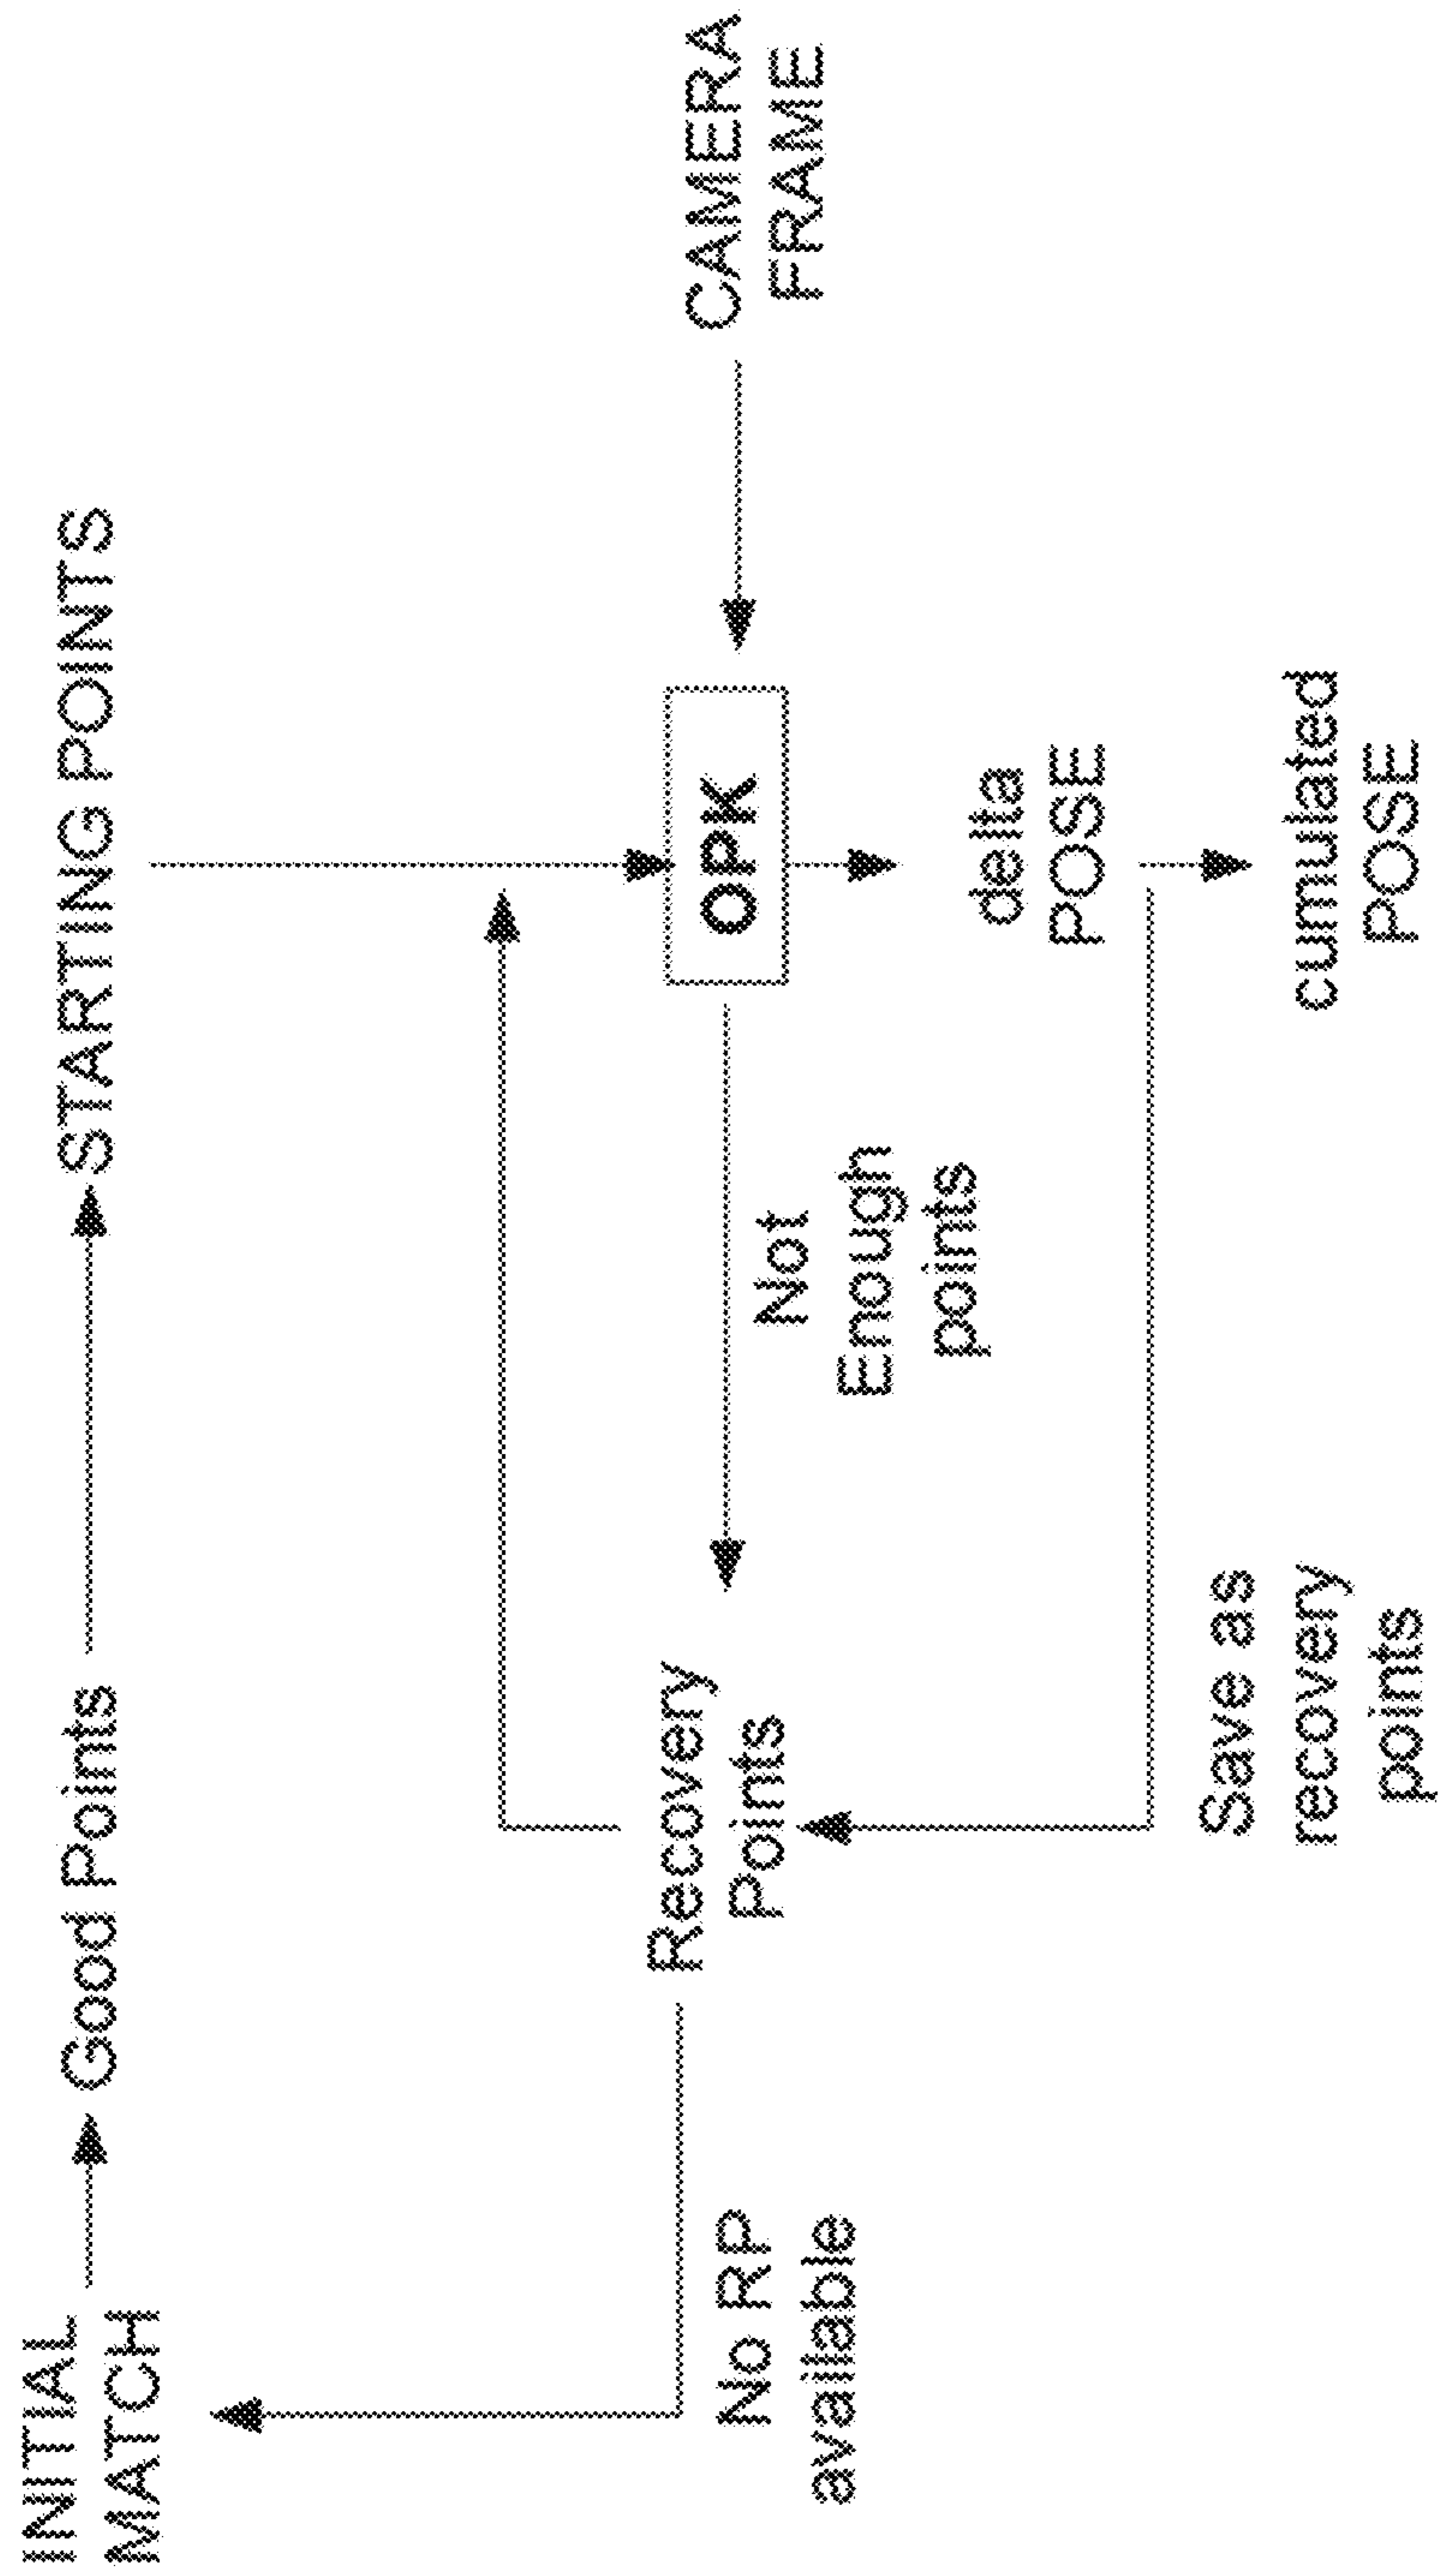 INITIAL
MATCH
Good Points
STARTING POINTS
No RP
available
Recovery
Points
Not
Enough
points
OPK
CAMERA
FRAME
delta
POSE
Save as
recovery
points
cumulated
POSE